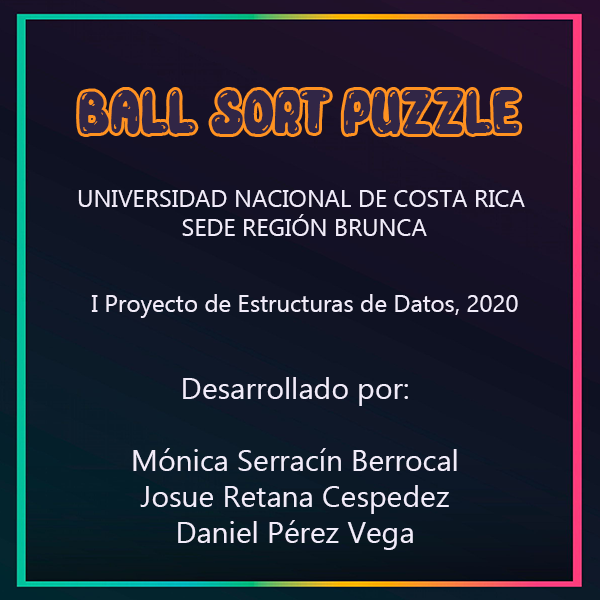 BALL SORT PUZZLE
UNIVERSIDAD NACIONAL DE COSTA RICA
SEDE REGIÓN BRUNCA
I Proyecto de Estructuras de Datos, 2020
Desarrollado por:
Mónica Serracín Berrocal
Josue Retana Cespedez
Daniel Pérez Vega